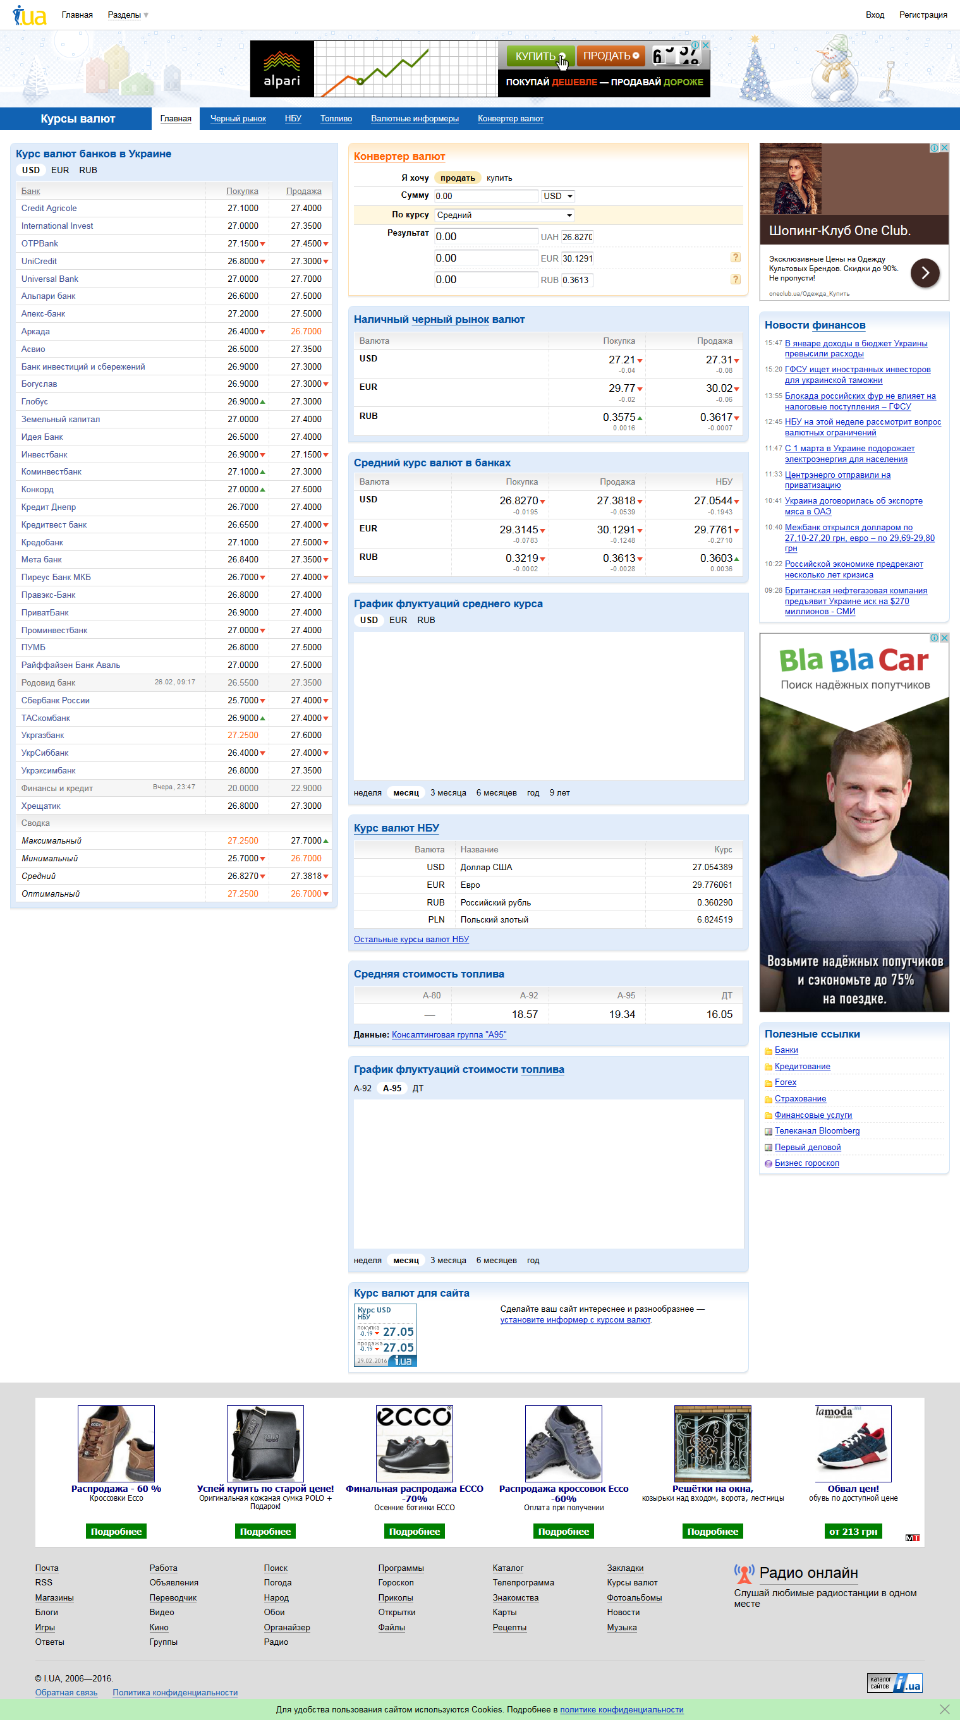 i.ua
Главная
Разделы
Вход
Регистрация
alpari
КУПИТЬ
ПРОДАТЬ
ПОКУПАЙ ДЕШЕВЛЕ — ПРОДАВАЙ ДОРОЖЕ
Курсы валют
Главная
Черный рынок
НБУ
Топливо
Валютные информеры
Конвертер валют
Курс валют банков в Украине
USD EUR RUB
Банк Покупка Продажа
Credit Agricole 27.1000 27.4000
International Invest 27.0000 27.3500
OTPBank 27.1500 27.4500
UniCredit 26.8000 27.3000
Universal Bank 27.0000 27.7000
Альпари банк 26.6000 27.5000
Апекс-банк 27.2000 27.5000
Аркада 26.4000 26.7000
Асвио 26.5000 27.3500
Банк инвестиций и сбережений 26.9000 27.4000
Богуслав 26.9000 27.3000
Глобус 26.9000 27.3000
Земельный капитал 27.0000 27.4000
Идея Банк 26.5000 27.4000
Инвестбанк 26.9000 27.1500
Коминвестбанк 27.1000 27.3000
Конкорд 27.0000 27.5000
Кредит Днепр 26.7000 27.4000
Кредитвест банк 26.6500 27.4000
Кредобанк 27.1000 27.5000
Мета банк 26.8400 27.3500
Пиреус Банк МКБ 26.7000 27.4000
Правэкс-Банк 26.8000 27.4000
ПриватБанк 26.9000 27.4000
Проминвестбанк 27.0000 27.4000
ПУМБ 26.8000 27.5000
Райффайзен Банк Аваль 27.0000 27.5000
Родовид банк 26.02, 09:17 26.5500 27.3500
Сбербанк России 25.7000 27.4000
ТАСкомбанк 26.9000 27.4000
Укргазбанк 27.2500 27.6000
УкрСиббанк 26.4000 27.4000
Укрэксимбанк 26.8000 27.3500
Финансы и кредит Вчера, 23:47 20.0000 22.9000
Хрещатик 26.8000 27.3000
Сводка
Максимальный 27.2500 27.7000
Минимальный 25.7000 26.7000
Средний 26.8270 27.3818
Оптимальный 27.2500 26.7000
Конвертер валют
Я хочу продать купить
Сумму 0.00 USD
По курсу Средний
Результат 0.00 UAH 26.8270
0.00 EUR 30.1291 ?
0.00 RUB 0.3613 ?
Наличный черный рынок валют
Валюта Покупка Продажа
USD 27.21 27.31
-0.04 -0.08
EUR 29.77 30.02
-0.02 -0.06
RUB 0.3575 0.3617
0.0016 -0.0007
Средний курс валют в банках
Валюта Покупка Продажа НБУ
USD 26.8270 27.3818 27.0544
-0.0195 -0.0539 -0.1943
EUR 29.3145 30.1291 29.7761
-0.0783 -0.1248 -0.2710
RUB 0.3219 0.3613 0.3603
-0.0002 -0.0028 0.0036
График флуктуаций среднего курса
USD EUR RUB
неделя месяц 3 месяца 6 месяцев год 9 лет
Курс валют НБУ
Валюта Название Курс
USD Доллар США 27.054389
EUR Евро 29.776061
RUB Российский рубль 0.360290
PLN Польский злотый 6.824519
Остальные курсы валют НБУ
Средняя стоимость топлива
А-80 А-92 А-95 ДТ
— 18.57 19.34 16.05
Данные: Консалтинговая группа "А95"
График флуктуаций стоимости топлива
А-92 А-95 ДТ
неделя месяц 3 месяца 6 месяцев год
Курс валют для сайта
Курс USD
НБУ
покупка
-0.19 27.05
продажа
-0.19 27.05
29.02.2016 i.ua
Сделайте ваш сайт интереснее и разнообразнее —
установите информер с курсом валют.
Шопинг-Клуб One Club.
Эксклюзивные Цены на Одежду
Культовых Брендов. Скидки до 90%.
Не пропусти!
oneclub.ua/Одежда_Купить
Новости финансов
15:47 В январе доходы в бюджет Украины
превысили расходы
15:20 ГФСУ ищет иностранных инвесторов
для украинской таможни
13:55 Блокада российских фур не влияет на
налоговые поступления – ГФСУ
12:45 НБУ на этой неделе рассмотрит вопрос
валютных ограничений
11:47 С 1 марта в Украине подорожает
электроэнергия для населения
11:33 Центрэнерго отправили на
приватизацию
10:41 Украина договорилась об экспорте
мяса в ОАЭ
10:40 Межбанк открылся долларом по
27,10-27,20 грн, евро – по 29,69-29,80
грн
10:22 Российской экономике предрекают
несколько лет кризиса
09:26 Британская нефтегазовая компания
предъявит Украине иск на $270
миллионов - СМИ
Bla Bla Car
Поиск надёжных попутчиков
Возьмите надёжных попутчиков
и сэкономьте до 75%
на поездке.
Полезные ссылки
Банки
Кредитование
Forex
Страхование
Финансовые услуги
Телеканал Bloomberg
Первый деловой
Бизнес гороскоп
Распродажа - 60 %
Кроссовки Ecco
Подробнее
Успей купить по старой цене!
Оригинальная кожаная сумка POLO +
Подарок!
Подробнее
ecco
Финальная распродажа ECCO
-70%
Осенние ботинки ECCO
Подробнее
Распродажа кроссовок Ecco
-60%
Оплата при получении
Подробнее
Решётки на окна,
козырьки над входом, ворота, лестницы
Подробнее
lamoda
Обвал цен!
обувь по доступной цене
от 213 грн
MT
Почта Работа Поиск Программы Каталог Закладки
RSS Объявления Погода Гороскоп Телепрограмма Курсы валют
Магазины Переводчик Народ Приколы Знакомства Фотоальбомы
Блоги Видео Обои Открытки Карты Новости
Игры Кино Органайзер Файлы Рецепты Музыка
Ответы Группы Радио
Радио онлайн
Слушай любимые радиостанции в одном
месте
© I.UA, 2006—2016.
Обратная связь Политика конфиденциальности
каталог
сайтов i.ua
Для удобства пользования сайтом используются Cookies. Подробнее в политике конфиденциальности